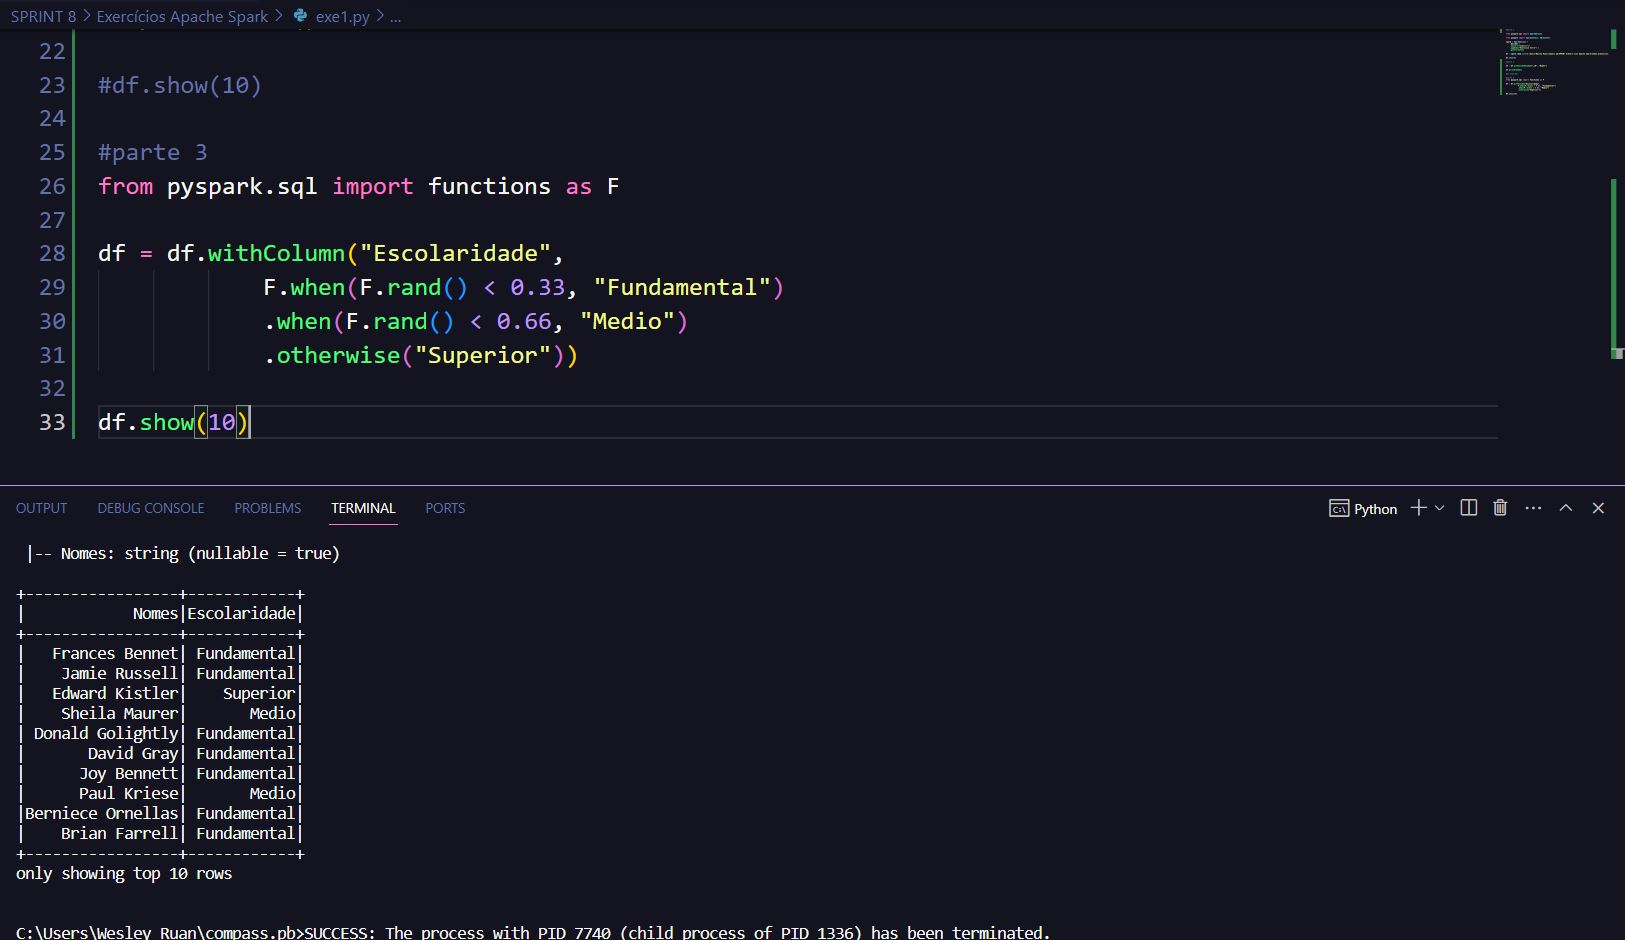 SPRINT 8 > Exercícios Apache Spark > exe1.py > ...
22
23 #df.show(10)
24
25 #parte 3
26 from pyspark.sql import functions as F
27
28 df = df.withColumn("Escolaridade",
29 F.when(F.rand() < 0.33, "Fundamental")
30 .when(F.rand() < 0.66, "Medio")
31 .otherwise("Superior"))
32
33 df.show(10)
OUTPUT DEBUG CONSOLE PROBLEMS TERMINAL PORTS Python
|-- Nomes: string (nullable = true)
+-----------------+------------+
|            Nomes|Escolaridade|
+-----------------+------------+
|   Frances Bennet| Fundamental|
|    Jamie Russell| Fundamental|
|   Edward Kistler|    Superior|
|    Sheila Maurer|       Medio|
| Donald Golightly| Fundamental|
|       David Gray| Fundamental|
|      Joy Bennett| Fundamental|
|      Paul Kriese|       Medio|
|Berniece Ornellas| Fundamental|
|    Brian Farrell| Fundamental|
+-----------------+------------+
only showing top 10 rows
C:\Users\Wesley Ruan\compass.pb>SUCCESS: The process with PID 7740 (child process of PID 1336) has been terminated.